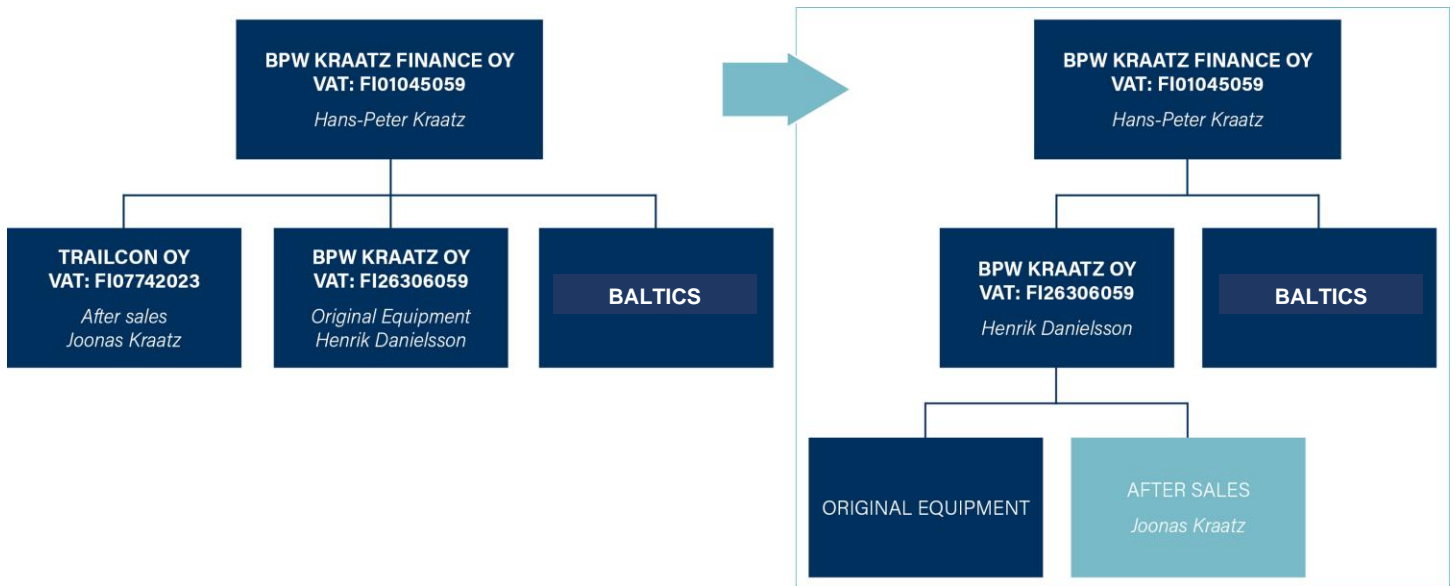 BPW KRAATZ FINANCE OY
VAT: FI01045059
Hans-Peter Kraatz
TRAILCON OY
VAT: FI07742023
After sales
Joonas Kraatz
BPW KRAATZ OY
VAT: FI26306059
Original Equipment
Henrik Danielsson
BALTICS
BPW KRAATZ FINANCE OY
VAT: FI01045059
Hans-Peter Kraatz
BPW KRAATZ OY
VAT: FI26306059
Henrik Danielsson
BALTICS
ORIGINAL EQUIPMENT
AFTER SALES
Joonas Kraatz